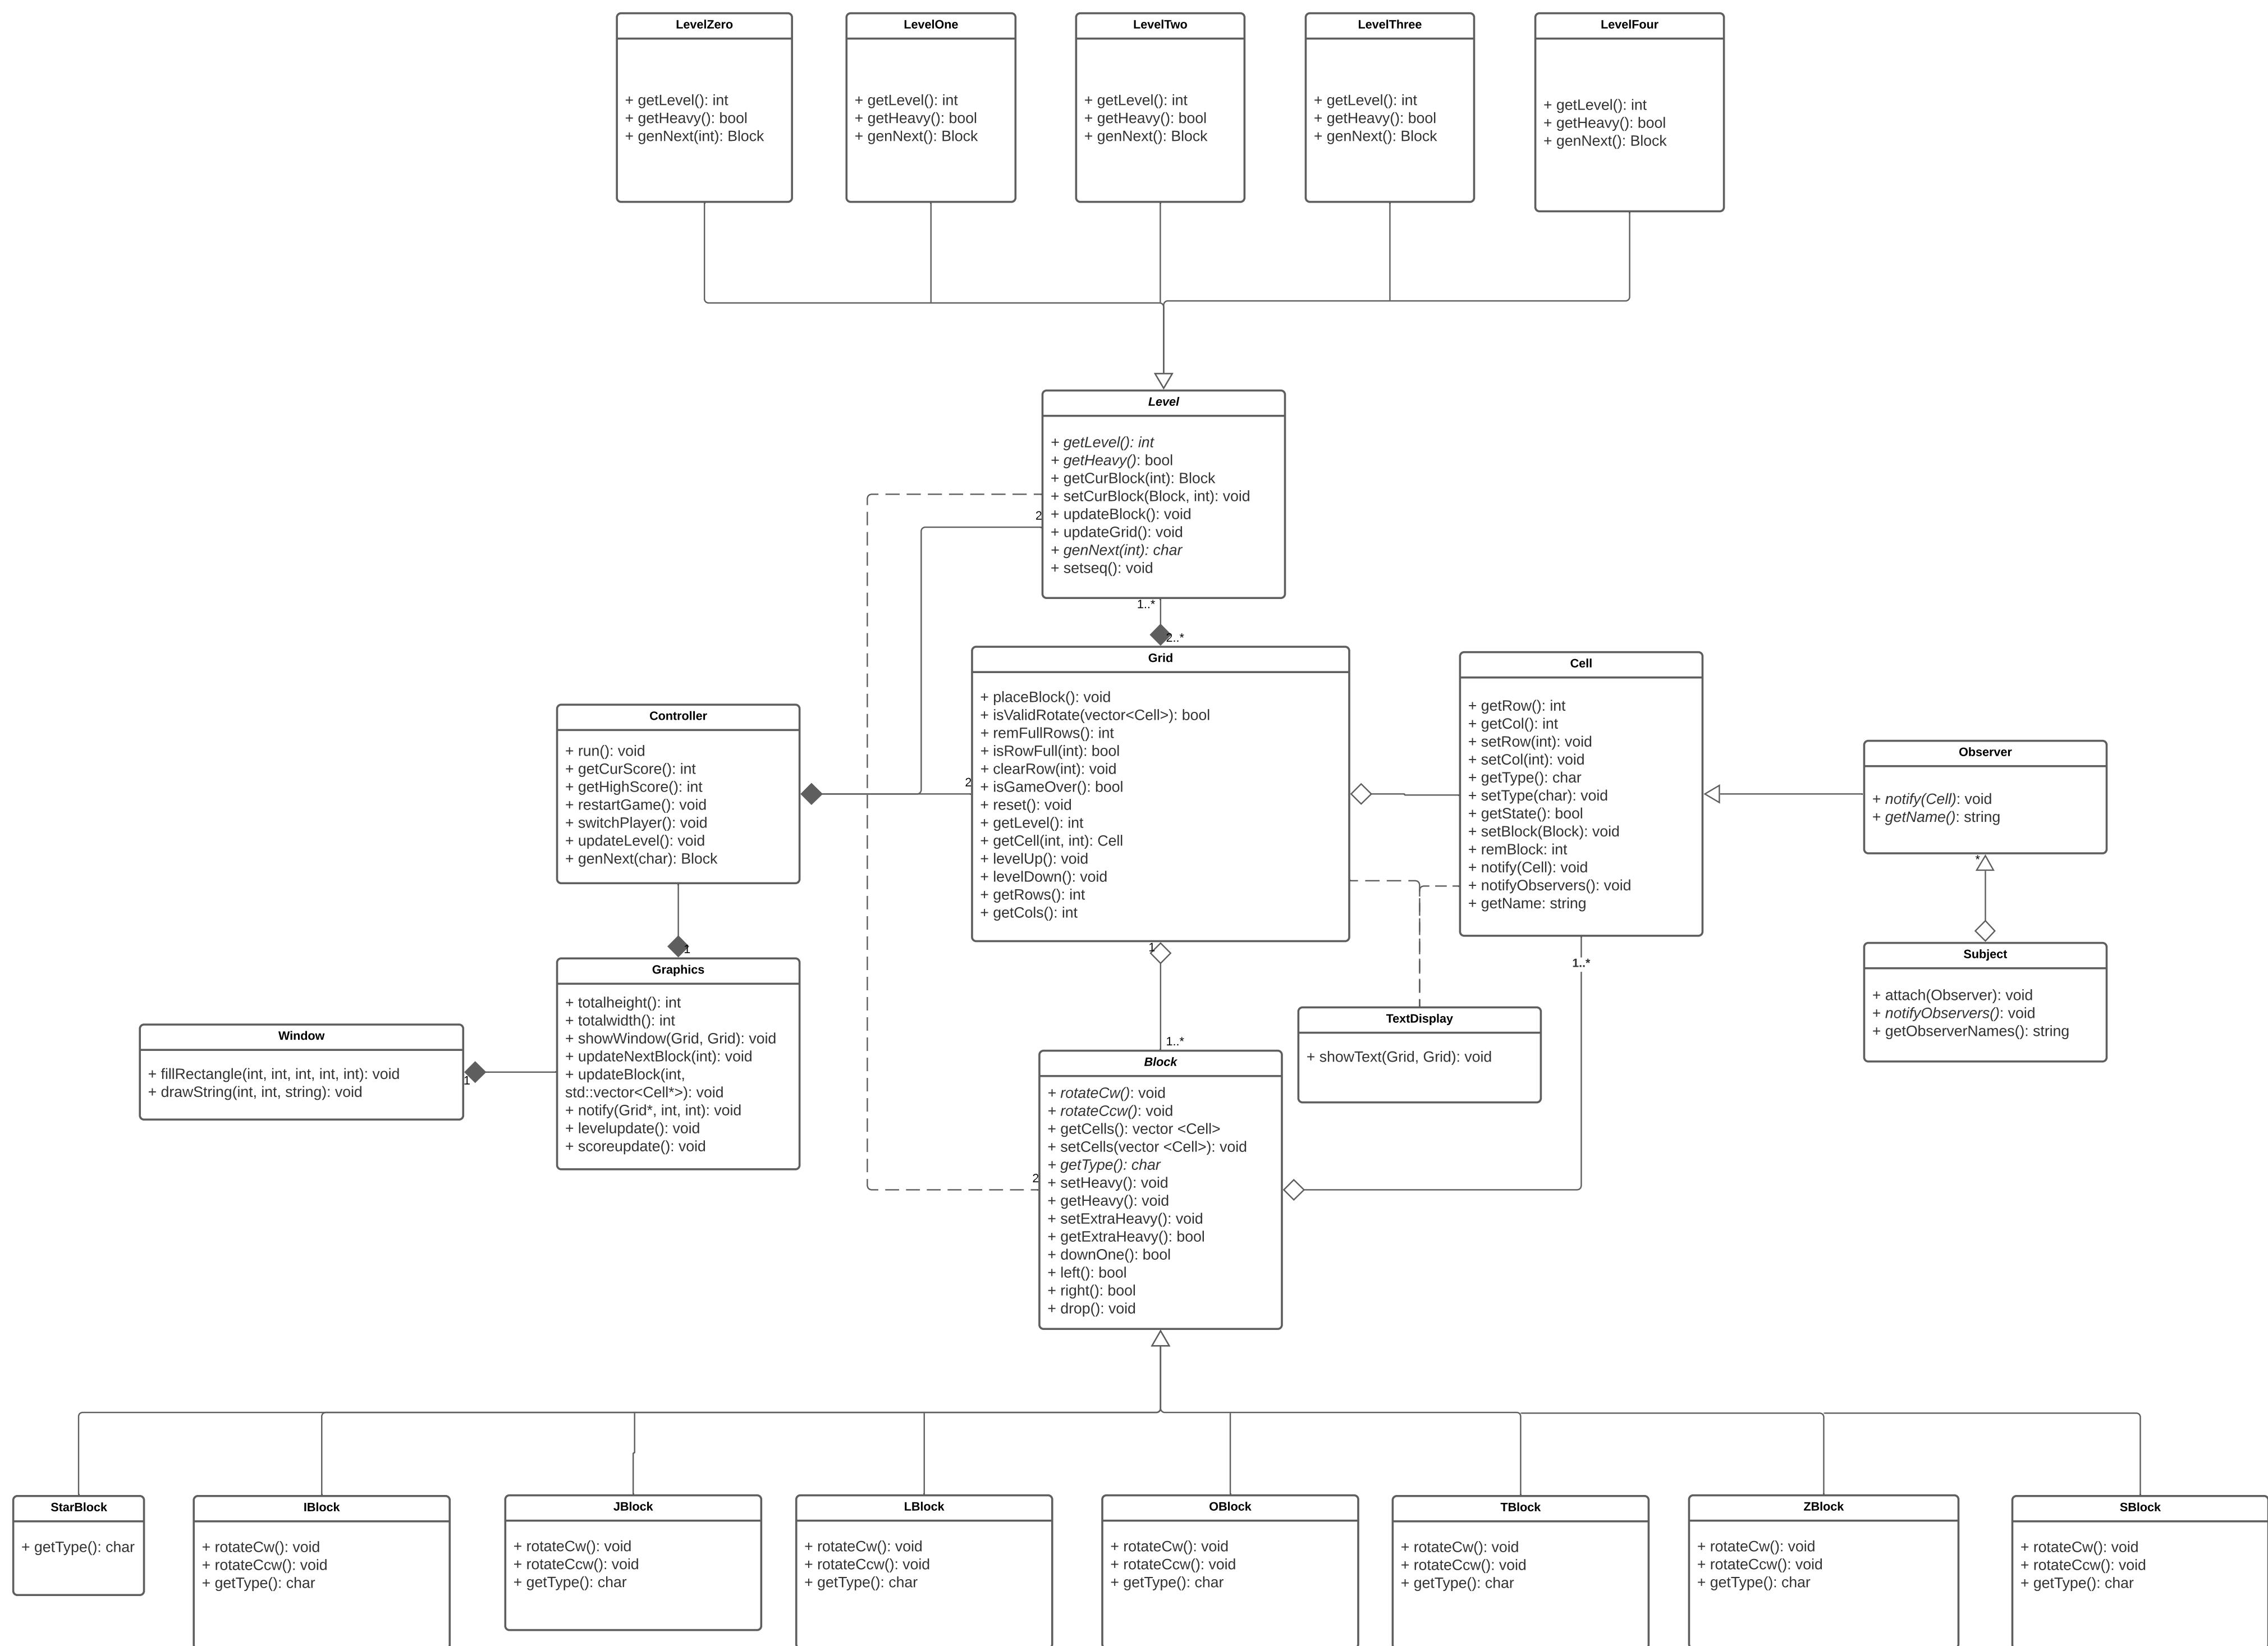 LevelZero
+ getLevel(): int
+ getHeavy(): bool
+ genNext(int): Block
LevelOne
+ getLevel(): int
+ getHeavy(): bool
+ genNext(): Block
LevelTwo
+ getLevel(): int
+ getHeavy(): bool
+ genNext(): Block
LevelThree
+ getLevel(): int
+ getHeavy(): bool
+ genNext(): Block
LevelFour
+ getLevel(): int
+ getHeavy(): bool
+ genNext(): Block
Level
+ getLevel(): int
+ getHeavy(): bool
+ getCurBlock(int): Block
+ setCurBlock(Block, int): void
+ updateBlock(): void
+ updateGrid(): void
+ genNext(int): char
+ setseq(): void
2
1..*
2..*
Grid
+ placeBlock(): void
+ isValidRotate(vector<Cell>): bool
+ remFullRows(): int
+ isRowFull(int): bool
+ clearRow(int): void
+ isGameOver(): bool
+ reset(): void
+ getLevel(): int
+ getCell(int, int): Cell
+ levelUp(): void
+ levelDown(): void
+ getRows(): int
+ getCols(): int
2
1
Cell
+ getRow(): int
+ getCol(): int
+ setRow(int): void
+ setCol(int): void
+ getType(): char
+ setType(char): void
+ getState(): bool
+ setBlock(Block): void
+ remBlock: int
+ notify(Cell): void
+ notifyObservers(): void
+ getName: string
1..*
Controller
+ run(): void
+ getCurScore(): int
+ getHighScore(): int
+ restartGame(): void
+ switchPlayer(): void
+ updateLevel(): void
+ genNext(char): Block
1
Observer
+ notify(Cell): void
+ getName(): string
*
Subject
+ attach(Observer): void
+ notifyObservers(): void
+ getObserverNames(): string
Graphics
+ totalheight(): int
+ totalwidth(): int
+ showWindow(Grid, Grid): void
+ updateNextBlock(int): void
+ updateBlock(int,
std::vector<Cell*>): void
+ notify(Grid*, int, int): void
+ levelupdate(): void
+ scoreupdate(): void
Window
+ fillRectangle(int, int, int, int, int): void
+ drawString(int, int, string): void
1
TextDisplay
+ showText(Grid, Grid): void
1..*
Block
+ rotateCw(): void
+ rotateCcw(): void
+ getCells(): vector <Cell>
+ setCells(vector <Cell>): void
+ getType(): char
+ setHeavy(): void
+ getHeavy(): void
+ setExtraHeavy(): void
+ getExtraHeavy(): bool
+ downOne(): bool
+ left(): bool
+ right(): bool
+ drop(): void
2
StarBlock
+ getType(): char
IBlock
+ rotateCw(): void
+ rotateCcw(): void
+ getType(): char
JBlock
+ rotateCw(): void
+ rotateCcw(): void
+ getType(): char
LBlock
+ rotateCw(): void
+ rotateCcw(): void
+ getType(): char
OBlock
+ rotateCw(): void
+ rotateCcw(): void
+ getType(): char
TBlock
+ rotateCw(): void
+ rotateCcw(): void
+ getType(): char
ZBlock
+ rotateCw(): void
+ rotateCcw(): void
+ getType(): char
SBlock
+ rotateCw(): void
+ rotateCcw(): void
+ getType(): char